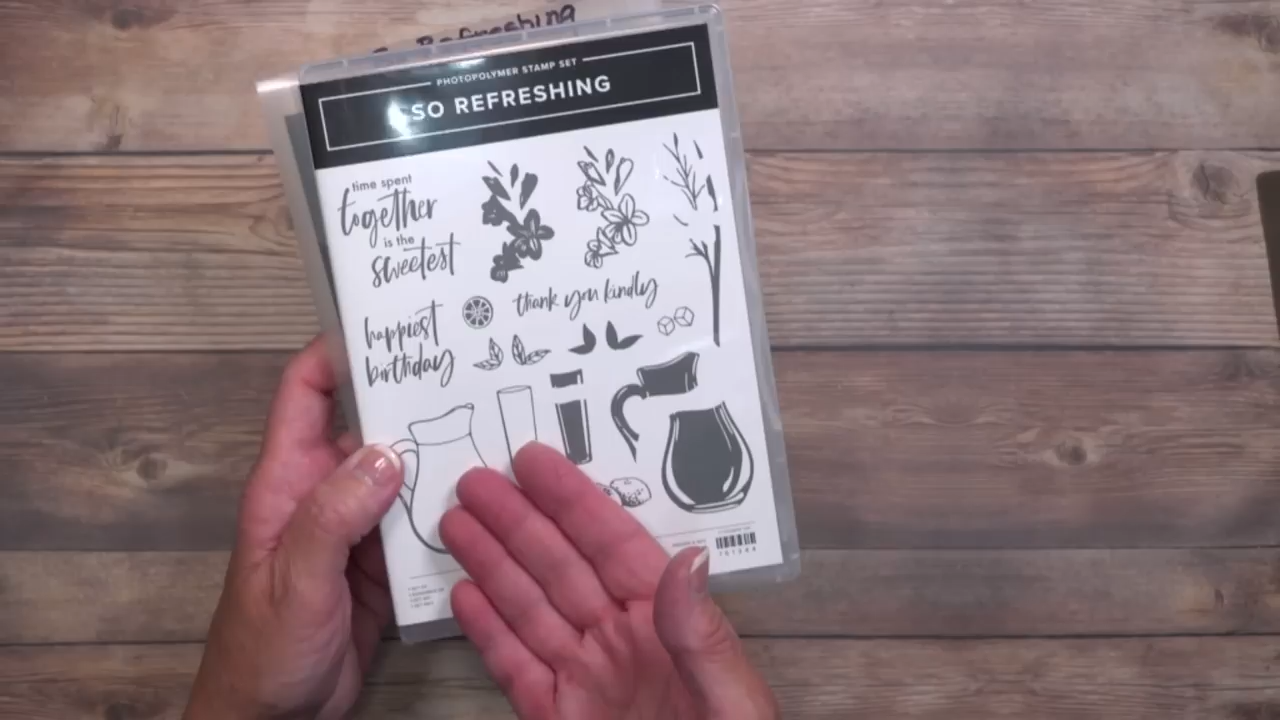 Refreshing
PHOTOPOLYMER STAMP SET
SO REFRESHING
time spent
together
is the
sweetest
thank you kindly
happiest
birthday